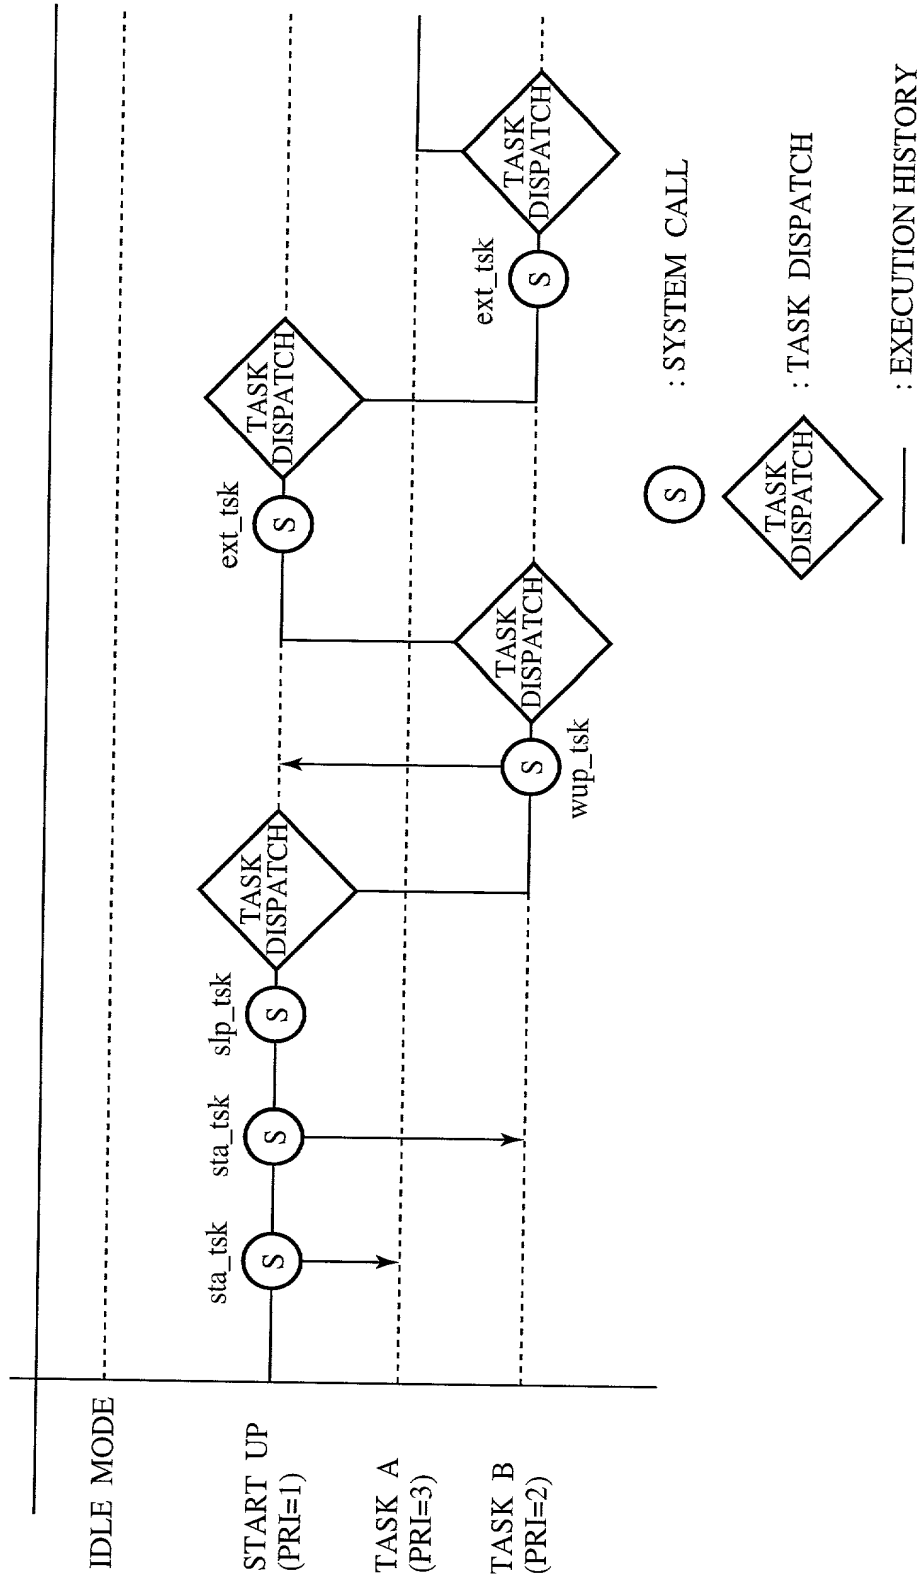 IDLE MODE
START UP
(PRI=1)
TASK A
(PRI=3)
TASK B
(PRI=2)
sta_tsk
S
sta_tsk
S
slp_tsk
S
TASK
DISPATCH
S
wup_tsk
TASK
DISPATCH
ext_tsk
S
TASK
DISPATCH
ext_tsk
S
TASK
DISPATCH
S : SYSTEM CALL
TASK
DISPATCH : TASK DISPATCH
: EXECUTION HISTORY